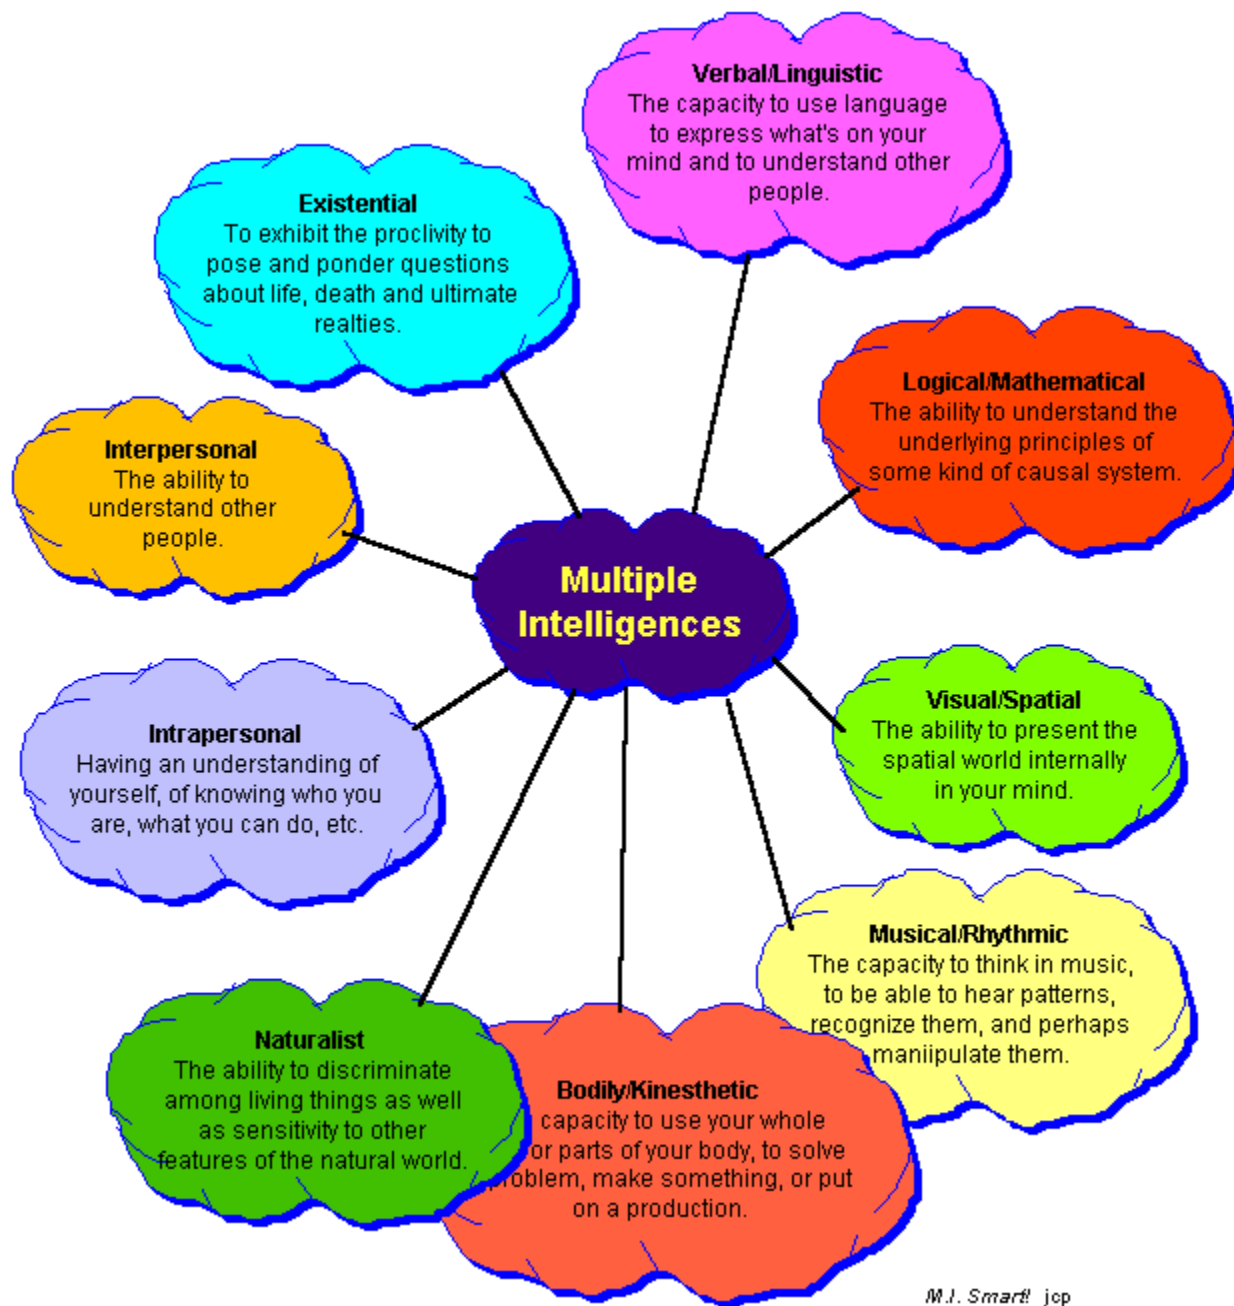 Verbal/Linguistic
The capacity to use language
to express what's on your
mind and to understand other
people.
Existential
To exhibit the proclivity to
pose and ponder questions
about life, death and ultimate
realties.
Logical/Mathematical
The ability to understand the
underlying principles of
some kind of causal system.
Interpersonal
The ability to
understand other
people.
Multiple
Intelligences
Visual/Spatial
The ability to present the
spatial world internally
in your mind.
Intrapersonal
Having an understanding of
yourself, of knowing who you
are, what you can do, etc.
Musical/Rhythmic
The capacity to think in music,
to be able to hear patterns,
recognize them, and perhaps
maniipulate them.
Naturalist
The ability to discriminate
among living things as well
as sensitivity to other
features of the natural world.
Bodily/Kinesthetic
capacity to use your whole
or parts of your body, to solve
problem, make something, or put
on a production.
M.I. Smart! jcp